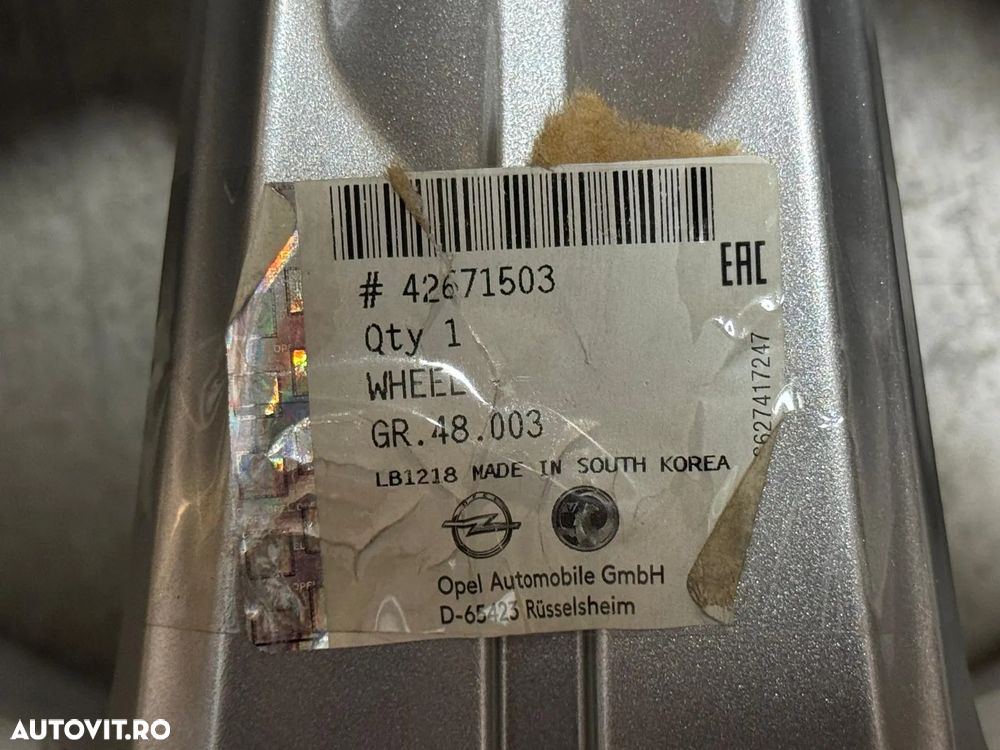 # 42671503
EAC
Qty 1
WHEEL
GR.48.003
LB1218 MADE IN SOUTH KOREA
6627417247
Opel Automobile GmbH
D-65423 Rüsselsheim
AUTOVIT.RO